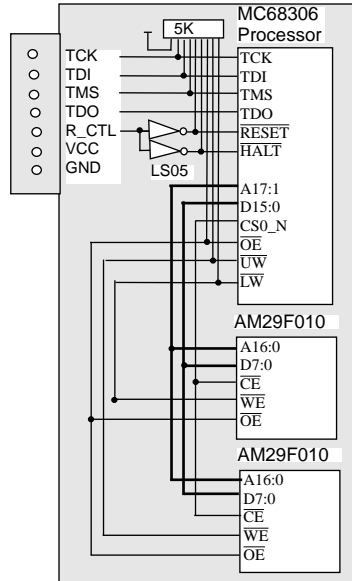 5K
MC68306
Processor
TCK
TDI
TMS
TDO
R_CTL
VCC
GND
LS05
TCK
TDI
TMS
TDO
RESET
HALT
A17:1
D15:0
CS0_N
OE
UW
LW
AM29F010
A16:0
D7:0
CE
WE
OE
AM29F010
A16:0
D7:0
CE
WE
OE